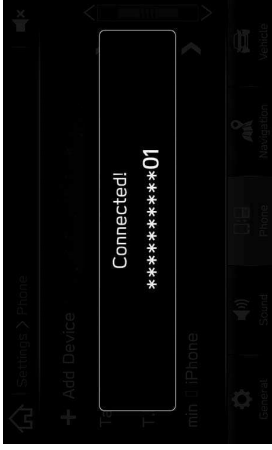 Settings > Phone
+ Add Device
Connected!
***********01
min iPhone
General
Sound
Phone
Navigation
Vehicle